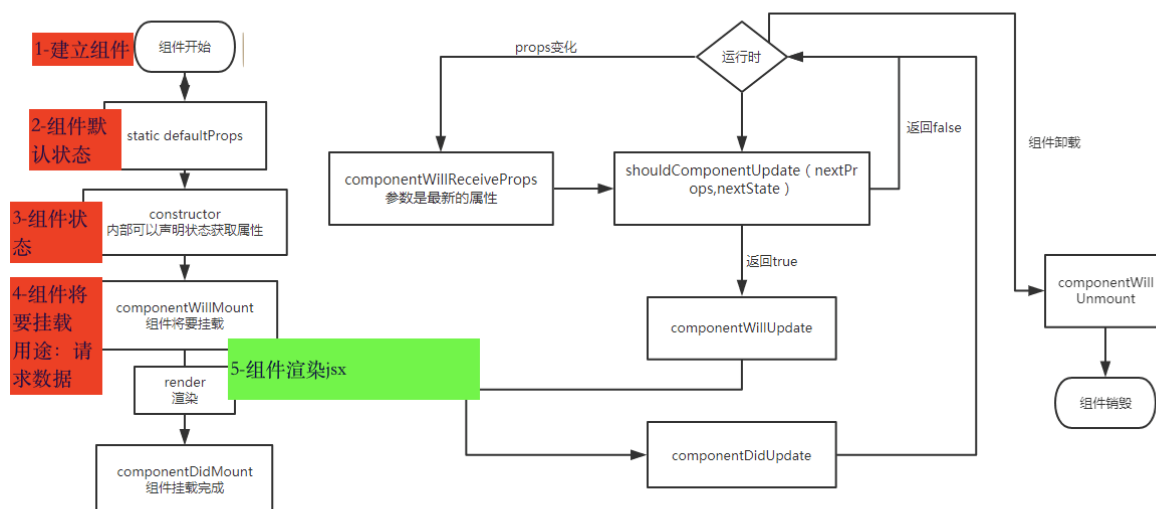 1-建立组件
组件开始
2-组件默
认状态
static defaultProps
3-组件状
态
constructor
内部可以声明状态获取属性
4-组件将
要挂载
用途：请
求数据
componentWillMount
组件将要挂载
5-组件渲染jsx
render
渲染
componentDidMount
组件挂载完成
props变化
运行时
componentWillReceiveProps
参数是最新的属性
shouldComponentUpdate（nextPr
ops,nextState）
返回false
返回true
componentWillUpdate
componentDidUpdate
组件卸载
componentWill
Unmount
组件销毁